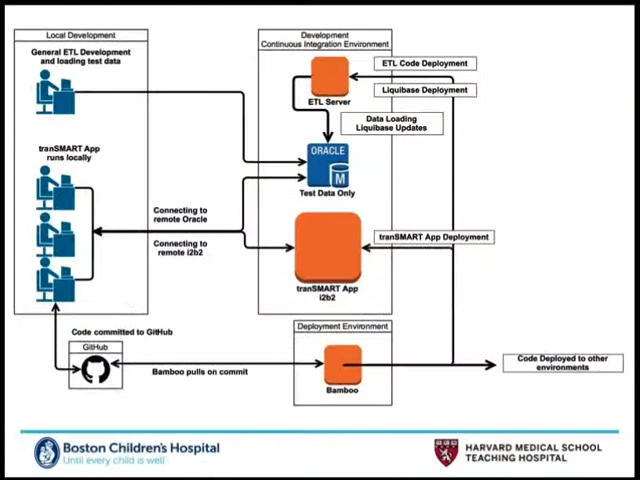 Local Development
General ETL Development
and loading test data
tranSMART App
runs locally
Connecting to
remote Oracle
Connecting to
remote i2b2
Development
Continuous Integration Environment
ETL Server
ETL Code Deployment
Liquibase Deployment
Data Loading
Liquibase Updates
ORACLE
M
Test Data Only
tranSMART App Deployment
tranSMART App
i2b2
Code committed to GitHub
GitHub
Bamboo pulls on commit
Deployment Environment
Bamboo
Code Deployed to other
environments
Boston Children's Hospital
Until every child is well
HARVARD MEDICAL SCHOOL
TEACHING HOSPITAL